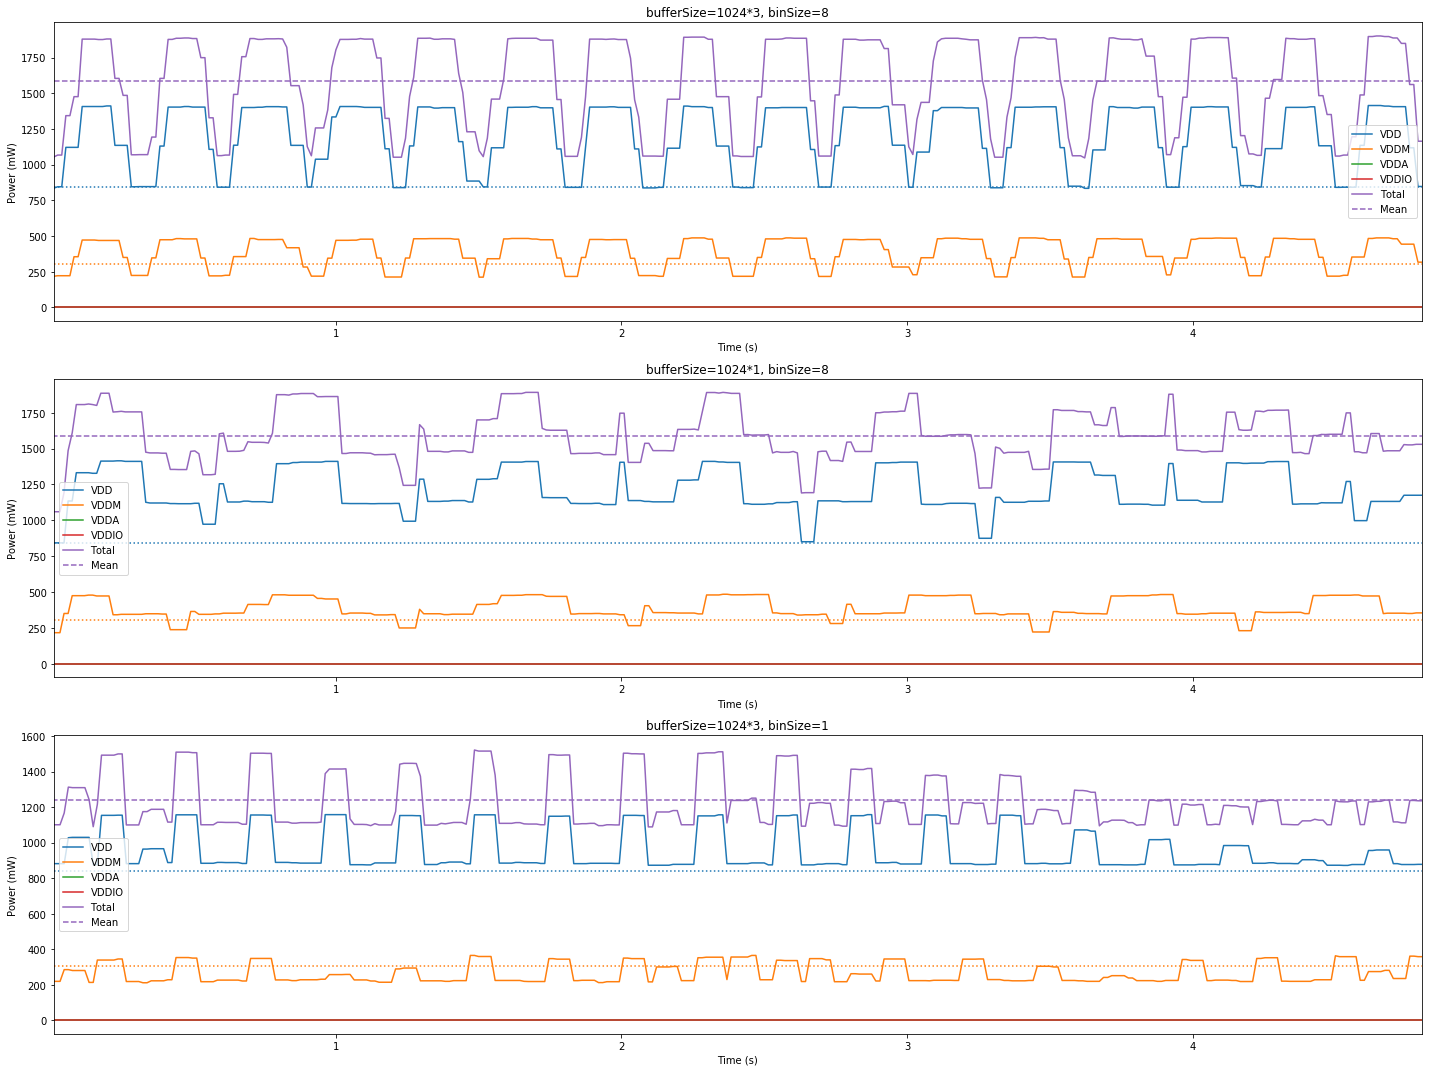 bufferSize=1024*3, binSize=8
Power (mW)
1750
1500
1250
1000
750
500
250
0
VDD
VDDM
VDDA
VDDIO
Total
Mean
1 2 3 4
Time (s)
bufferSize=1024*1, binSize=8
Power (mW)
1750
1500
1250
1000
750
500
250
0
VDD
VDDM
VDDA
VDDIO
Total
Mean
1 2 3 4
Time (s)
bufferSize=1024*3, binSize=1
Power (mW)
1600
1400
1200
1000
800
600
400
200
0
VDD
VDDM
VDDA
VDDIO
Total
Mean
1 2 3 4
Time (s)